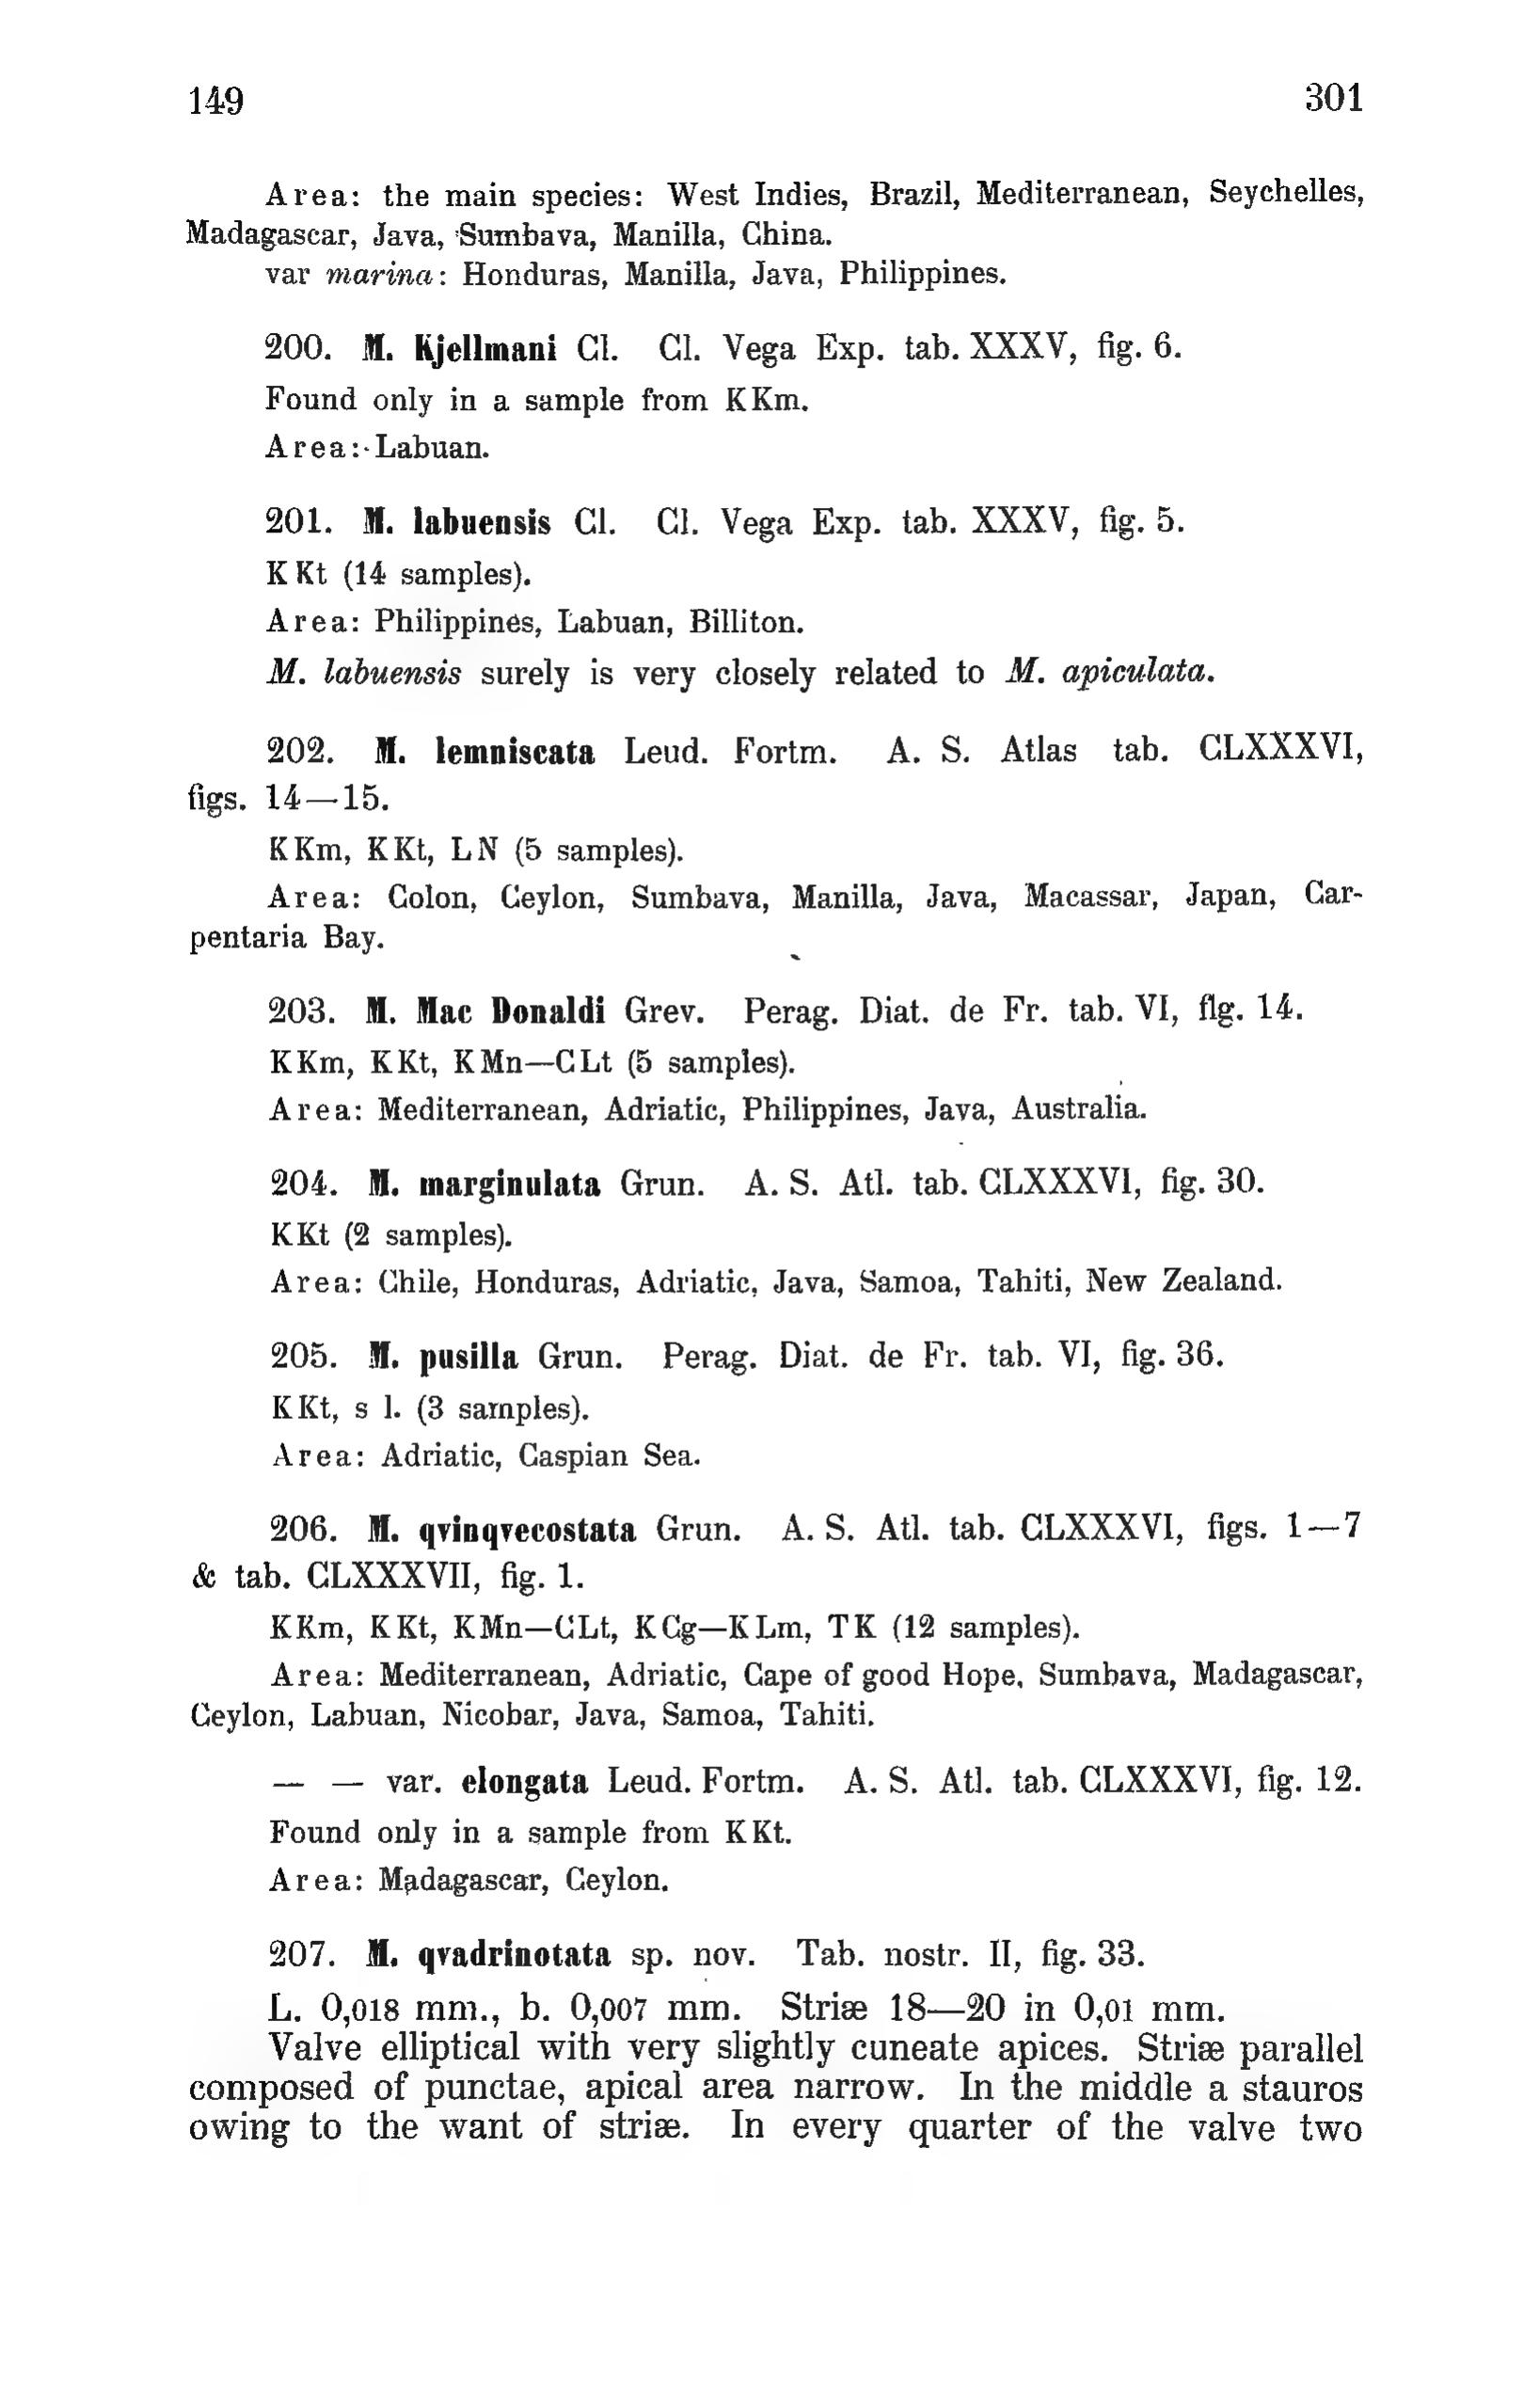 149 301
Area: the main species: West Indies, Brazil, Mediterranean, Seychelles,
Madagascar, Java, Sumbava, Manilla, China.
var marina: Honduras, Manilla, Java, Philippines.
200. M. Kjellmani Cl. Cl. Vega Exp. tab. XXXV, fig. 6.
Found only in a sample from KKm.
Area: Labuan.
201. M. labuensis Cl. Cl. Vega Exp. tab. XXXV, fig. 5.
KKt (14 samples).
Area: Philippines, Labuan, Billiton.
M. labuensis surely is very closely related to M. apiculata.
202. M. lemniscata Leud. Fortm. A. S. Atlas tab. CLXXXVI,
figs. 14—15.
KKm, KKt, LN (5 samples).
Area: Colon, Ceylon, Sumbava, Manilla, Java, Macassar, Japan, Car-
pentaria Bay.
203. M. Mac Donaldi Grev. Perag. Diat. de Fr. tab. VI, fig. 14.
KKm, KKt, KMn—CLt (5 samples).
Area: Mediterranean, Adriatic, Philippines, Java, Australia.
204. M. marginulata Grun. A. S. Atl. tab. CLXXXVI, fig. 30.
KKt (2 samples).
Area: Chile, Honduras, Adriatic, Java, Samoa, Tahiti, New Zealand.
205. M. pusilla Grun. Perag. Diat. de Fr. tab. VI, fig. 36.
KKt, s l. (3 samples).
Area: Adriatic, Caspian Sea.
206. M. qvinqvecostata Grun. A. S. Atl. tab. CLXXXVI, figs. 1—7
& tab. CLXXXVII, fig. 1.
KKm, KKt, KMn—CLt, KCg—KLm, TK (12 samples).
Area: Mediterranean, Adriatic, Cape of good Hope, Sumbava, Madagascar,
Ceylon, Labuan, Nicobar, Java, Samoa, Tahiti.
— — var. elongata Leud. Fortm. A. S. Atl. tab. CLXXXVI, fig. 12.
Found only in a sample from KKt.
Area: Madagascar, Ceylon.
207. M. qvadrinotata sp. nov. Tab. nostr. II, fig. 33.
L. 0,018 mm., b. 0,007 mm. Striæ 18—20 in 0,01 mm.
Valve elliptical with very slightly cuneate apices. Striæ parallel
composed of punctae, apical area narrow. In the middle a stauros
owing to the want of striæ. In every quarter of the valve two